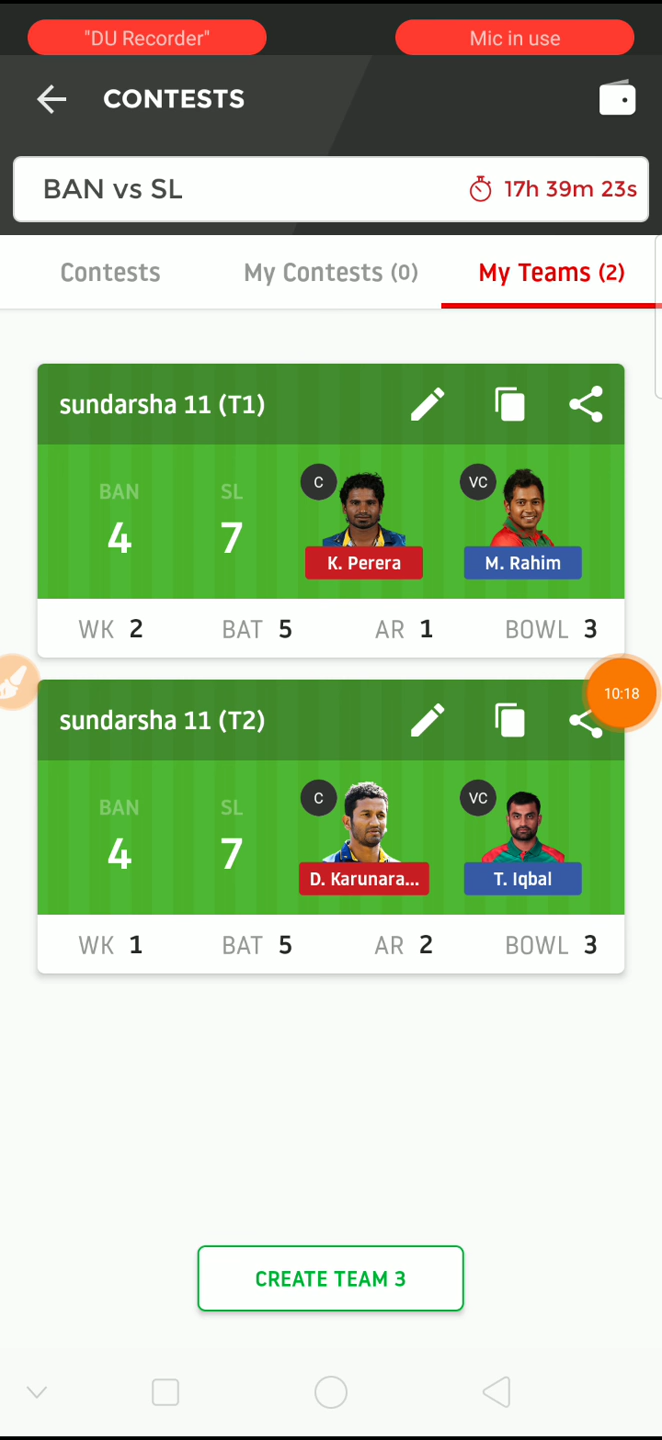 "DU Recorder" Mic in use
CONTESTS
BAN vs SL 17h 39m 23s
Contests My Contests (0) My Teams (2)
sundarsha 11 (T1)
BAN SL C VC
4 7
K. Perera M. Rahim
WK 2 BAT 5 AR 1 BOWL 3
10:18
sundarsha 11 (T2)
BAN SL C VC
4 7
D. Karunara... T. Iqbal
WK 1 BAT 5 AR 2 BOWL 3
CREATE TEAM 3